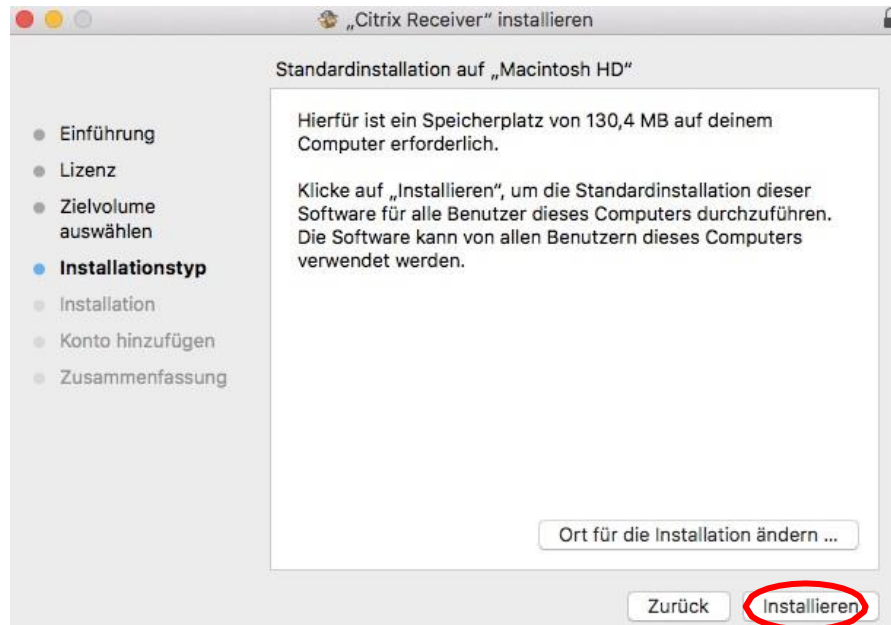 „Citrix Receiver“ installieren
Standardinstallation auf „Macintosh HD“
Einführung
Lizenz
Zielvolume
auswählen
Installationstyp
Installation
Konto hinzufügen
Zusammenfassung
Hierfür ist ein Speicherplatz von 130,4 MB auf deinem
Computer erforderlich.
Klicke auf „Installieren“, um die Standardinstallation dieser
Software für alle Benutzer dieses Computers durchzuführen.
Die Software kann von allen Benutzern dieses Computers
verwendet werden.
Ort für die Installation ändern ...
Zurück
Installieren